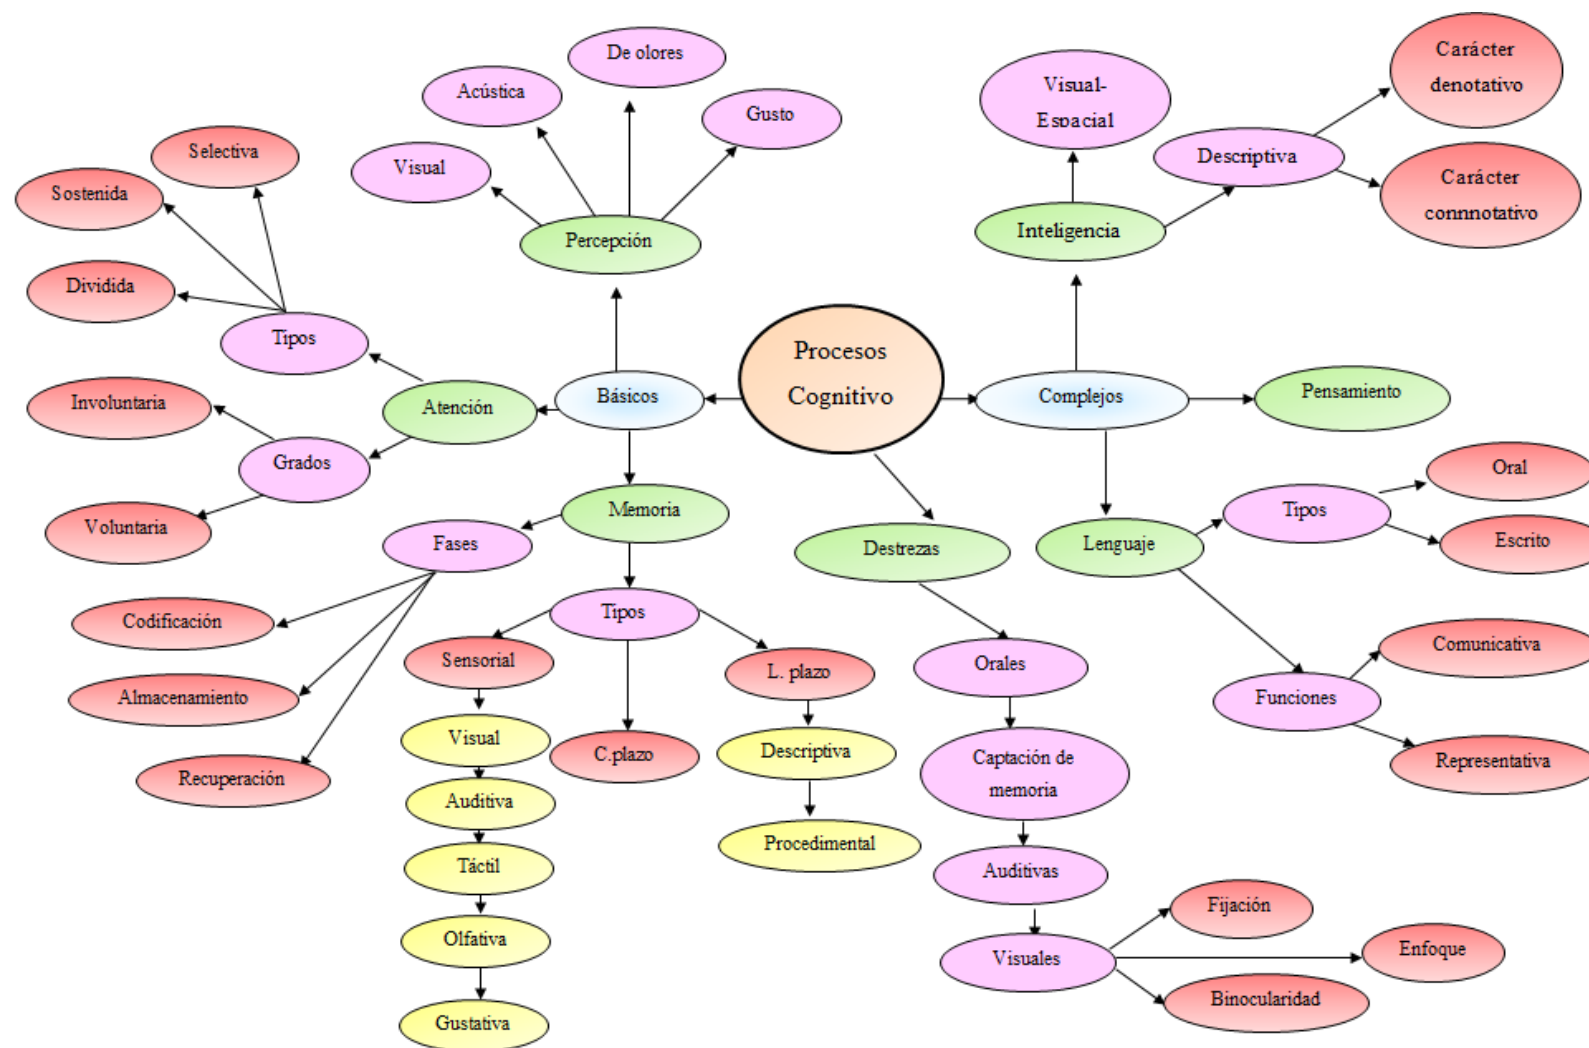 De olores
Acústica
Gusto
Visual
Percepción
Selectiva
Sostenida
Dividida
Tipos
Involuntaria
Grados
Voluntaria
Atención
Básicos
Procesos
Cognitivo
Complejos
Pensamiento
Visual-
Espacial
Descriptiva
Carácter
denotativo
Carácter
connnotativo
Inteligencia
Memoria
Fases
Codificación
Almacenamiento
Recuperación
Tipos
Sensorial
Visual
Auditiva
Táctil
Olfativa
Gustativa
C.plazo
L. plazo
Descriptiva
Procedimental
Destrezas
Orales
Captación de
memoria
Auditivas
Visuales
Fijación
Enfoque
Binocularidad
Lenguaje
Tipos
Oral
Escrito
Funciones
Comunicativa
Representativa